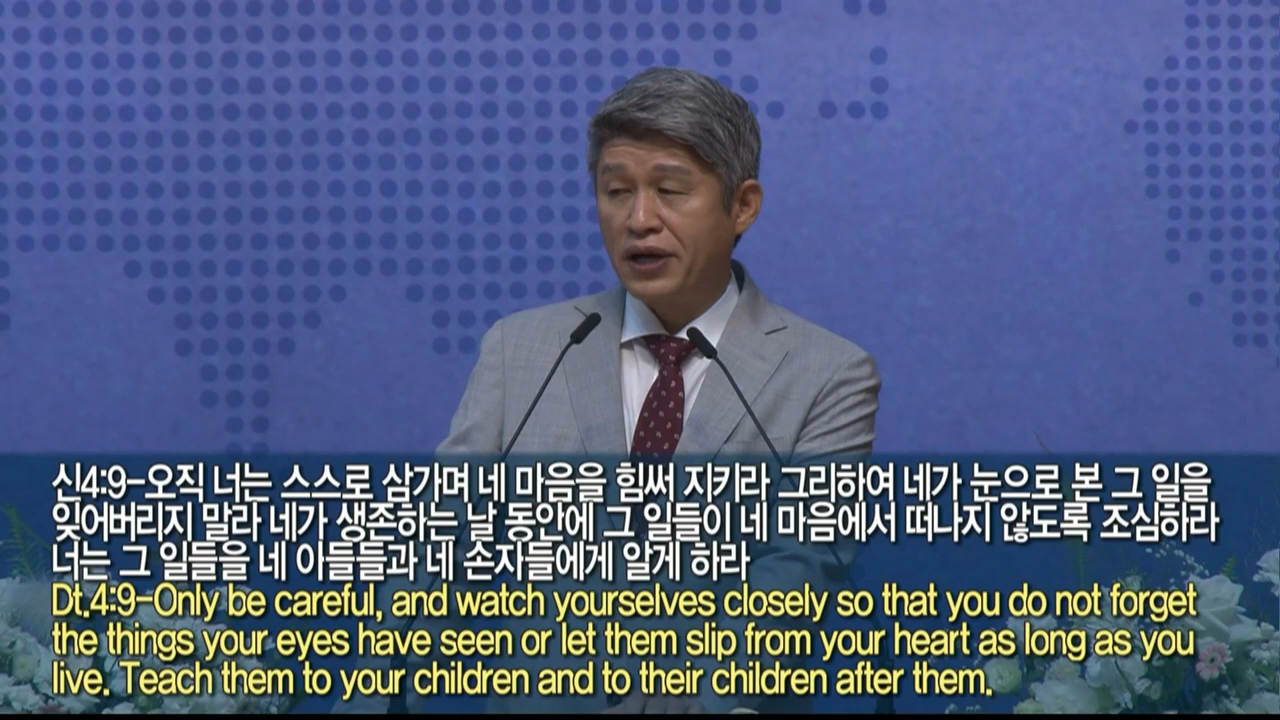 신4:9-오직 너는 스스로 삼가며 네 마음을 힘써 지키라 그리하여 네가 눈으로 본 그 일을
잊어버리지 말라 네가 생존하는 날 동안에 그 일들이 네 마음에서 떠나지 않도록 조심하라
너는 그 일들을 네 아들들과 네 손자들에게 알게 하라
Dt.4:9-Only be careful, and watch yourselves closely so that you do not forget
the things your eyes have seen or let them slip from your heart as long as you
live. Teach them to your children and to their children after them.